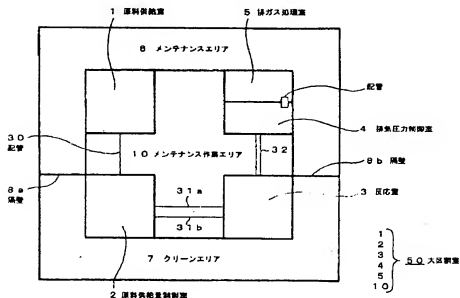 1 原料供給室
5 排ガス処理室
6 メンテナンスエリア
配管
4 排気圧力制御室
30
配管
10 メンテナンス作業エリア
32
8b 隔壁
8a
隔壁
31a
3 反応室
31b
7 クリーンエリア
2 原料供給量制御室
1
2
3
4
5
10
50 大区劃室